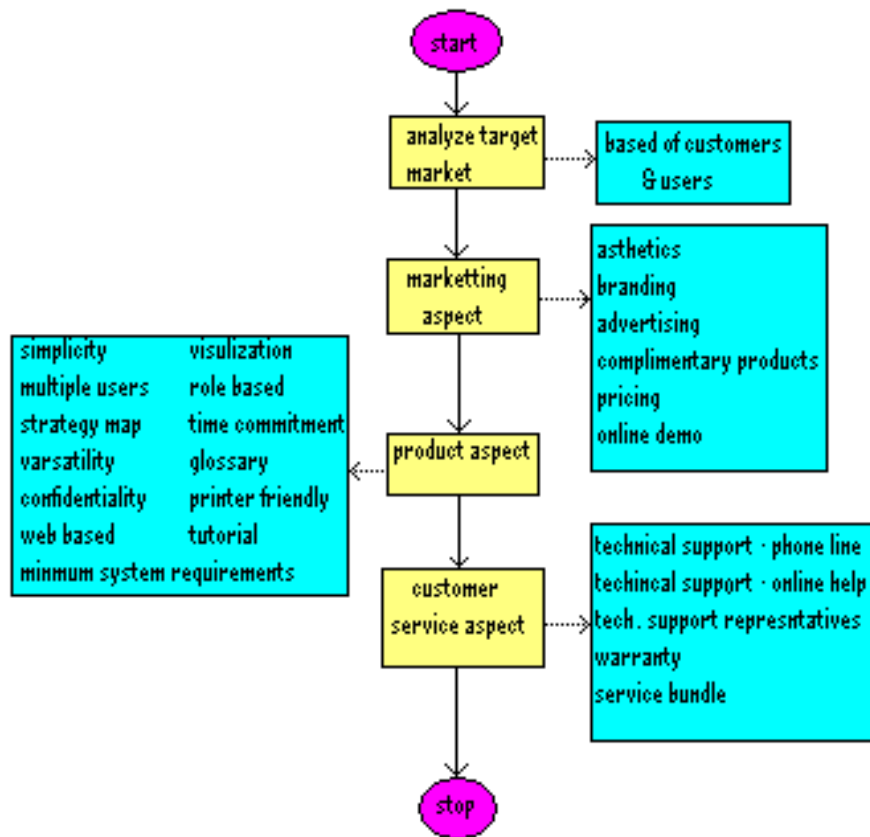 start
analyze target
market
based of customers
& users
marketting
aspect
asthetics
branding
advertising
complimentary products
pricing
online demo
product aspect
simplicity visulization
multiple users role based
strategy map time commitment
varsatility glossary
confidentiality printer friendly
web based tutorial
minmum system requirements
customer
service aspect
technical support - phone line
techincal support - online help
tech. support represntatives
warranty
service bundle
stop